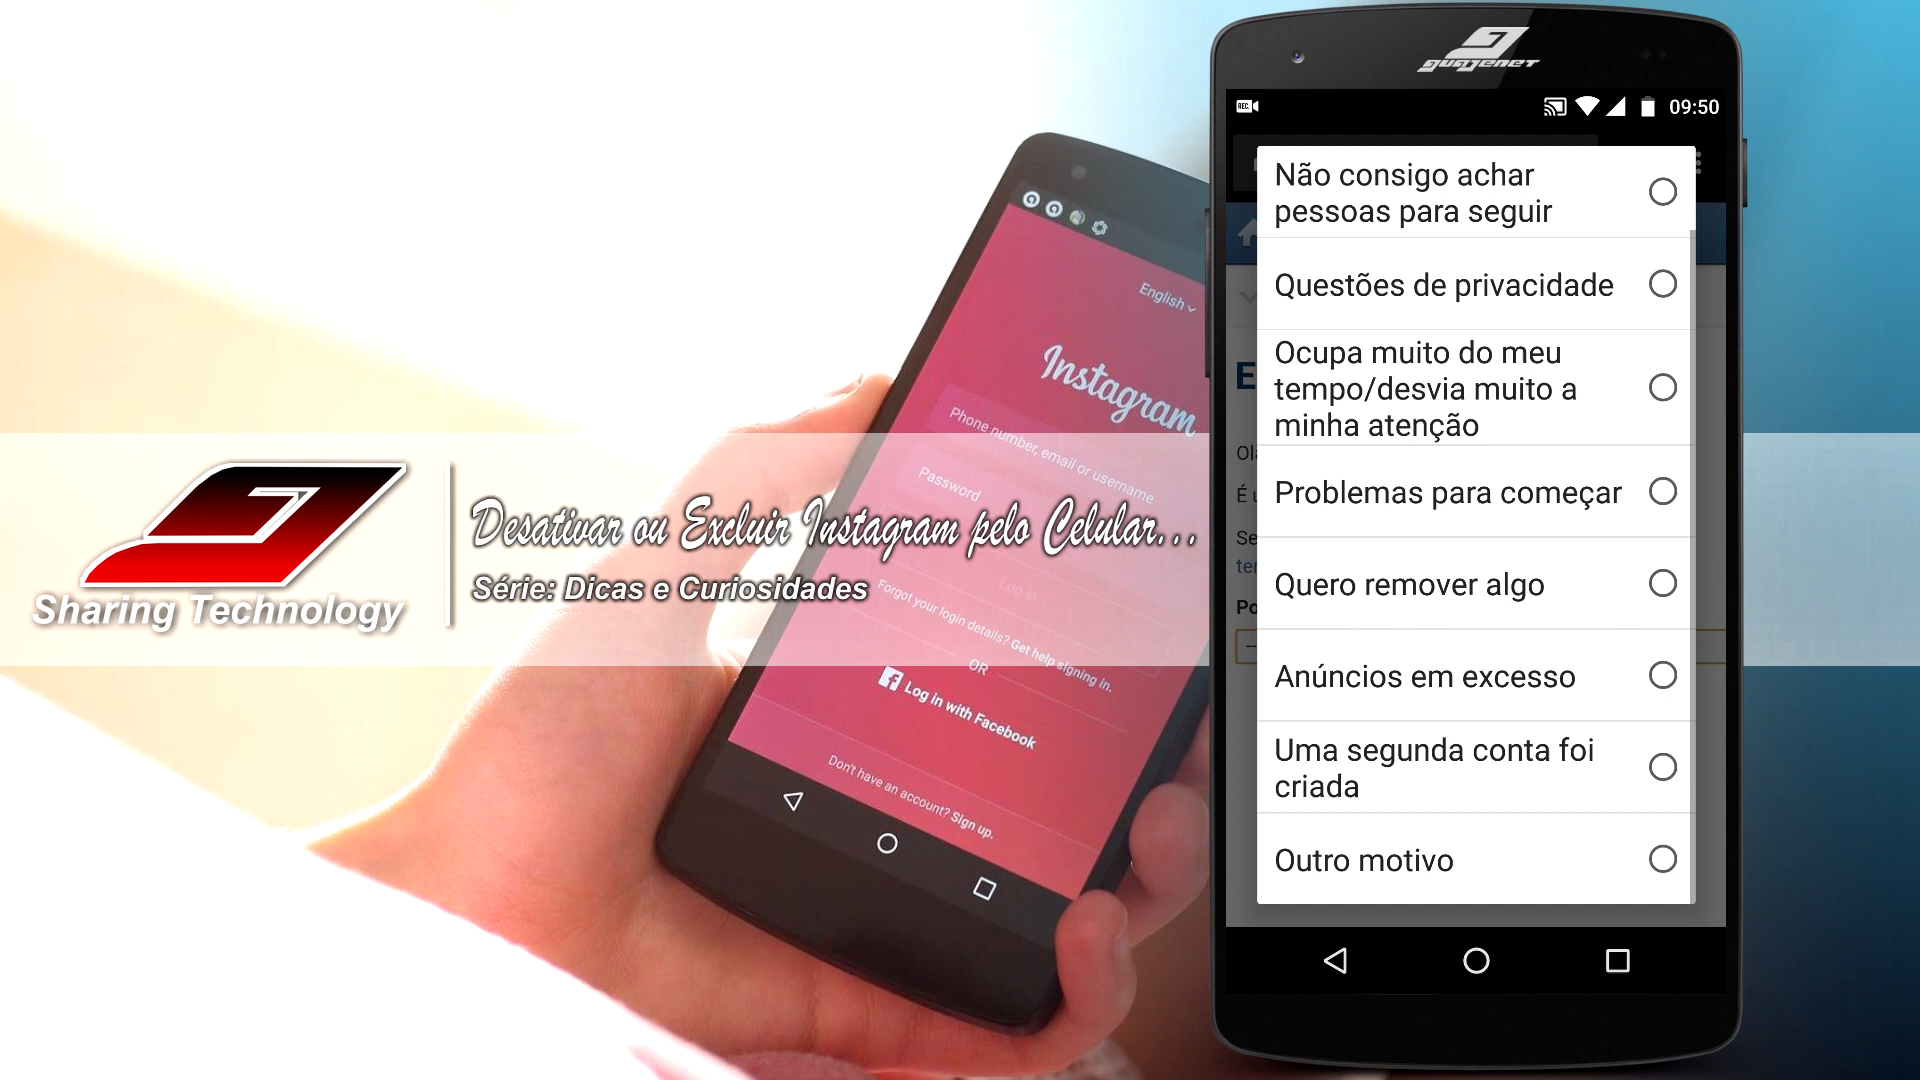 Sharing Technology
Desativar ou Excluir Instagram pelo Celular...
Série: Dicas e Curiosidades
English
Instagram
Phone number, email or username
Password
Log in
Forgot your login details? Get help signing in.
OR
Log in with Facebook
Don't have an account? Sign up.
guajenet
REC
09:50
Não consigo achar
pessoas para seguir
Questões de privacidade
Ocupa muito do meu
tempo/desvia muito a
minha atenção
Problemas para começar
Quero remover algo
Anúncios em excesso
Uma segunda conta foi
criada
Outro motivo